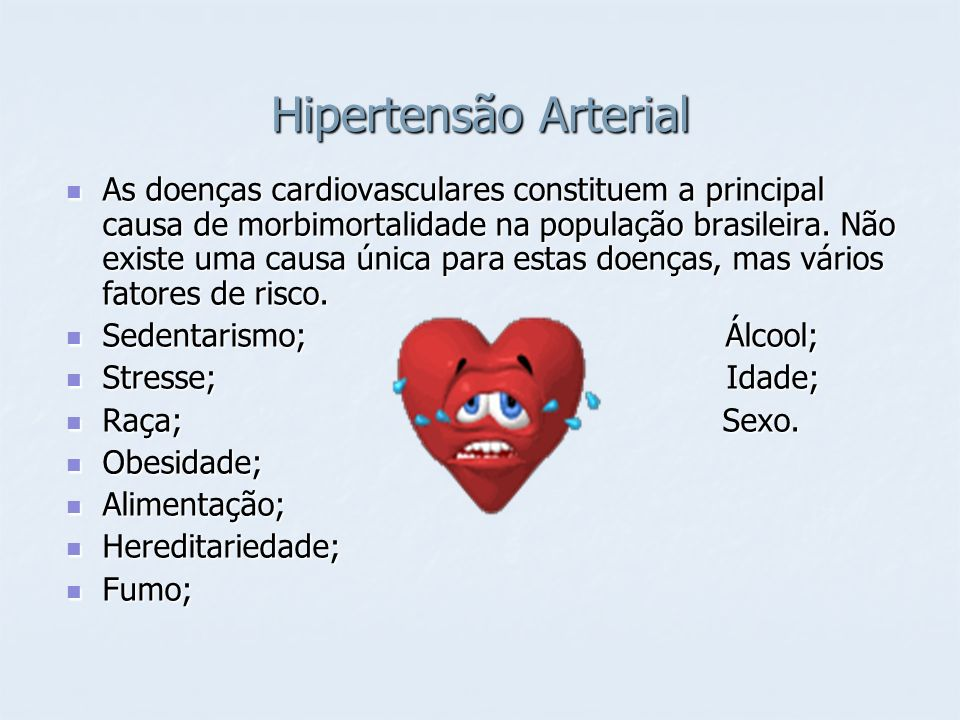 Hipertensão Arterial
As doenças cardiovasculares constituem a principal
causa de morbimortalidade na população brasileira. Não
existe uma causa única para estas doenças, mas vários
fatores de risco.
Sedentarismo; Álcool;
Stresse; Idade;
Raça; Sexo.
Obesidade;
Alimentação;
Hereditariedade;
Fumo;